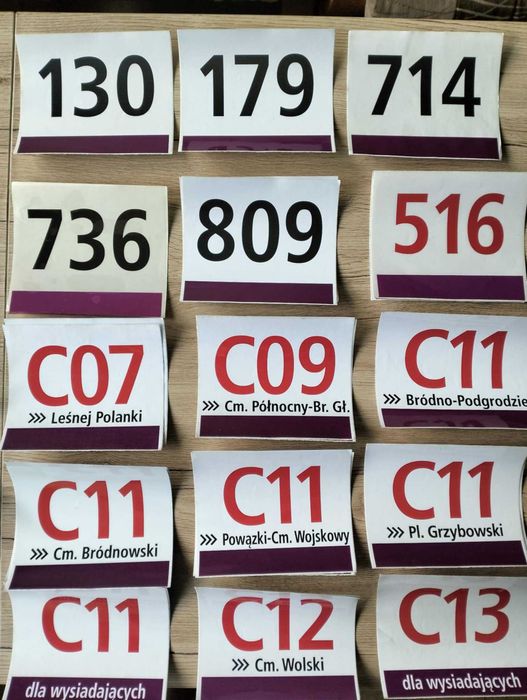 130
179
714
736
809
516
C07
>>> Leśnej Polanki
C09
>>> Cm. Północny-Br. Gł.
C11
>>> Bródno-Podgrodzie
C11
>>> Cm. Bródnowski
C11
>>> Powązki-Cm. Wojskowy
C11
>>> Pl. Grzybowski
C11
dla wysiadających
C12
>>> Cm. Wolski
C13
dla wysiadających